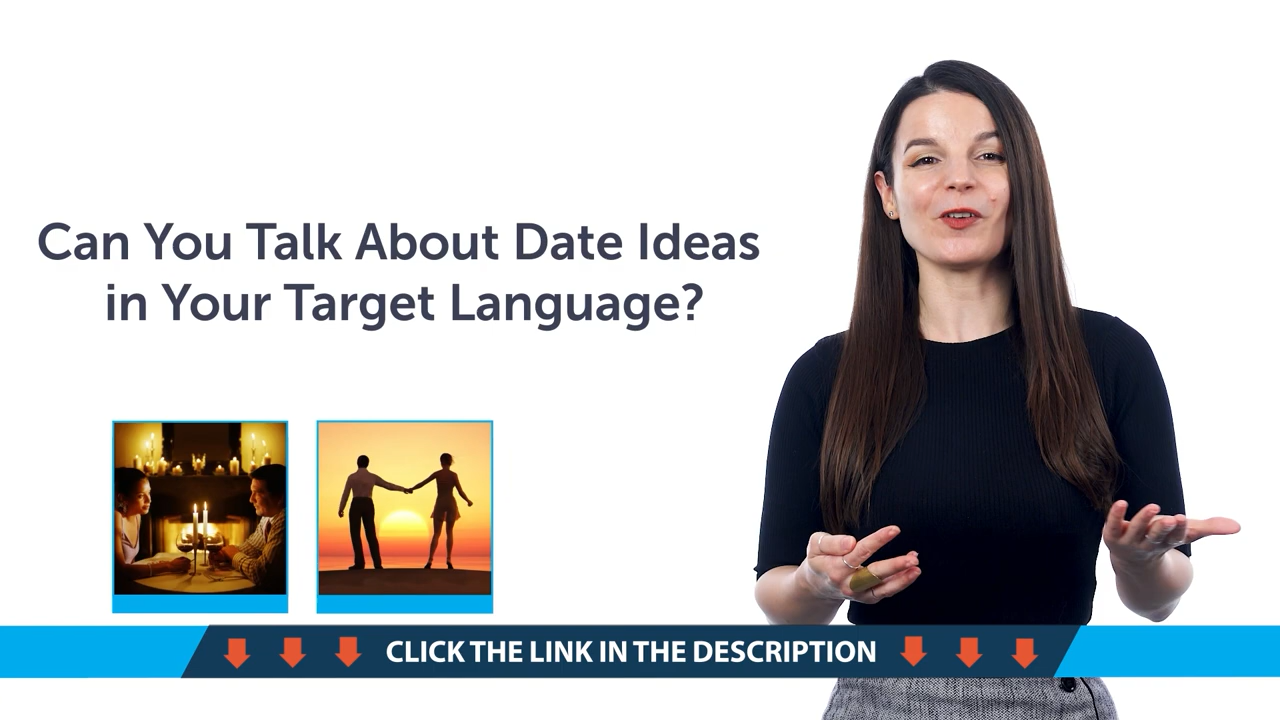 Can You Talk About Date Ideas
in Your Target Language?
CLICK THE LINK IN THE DESCRIPTION